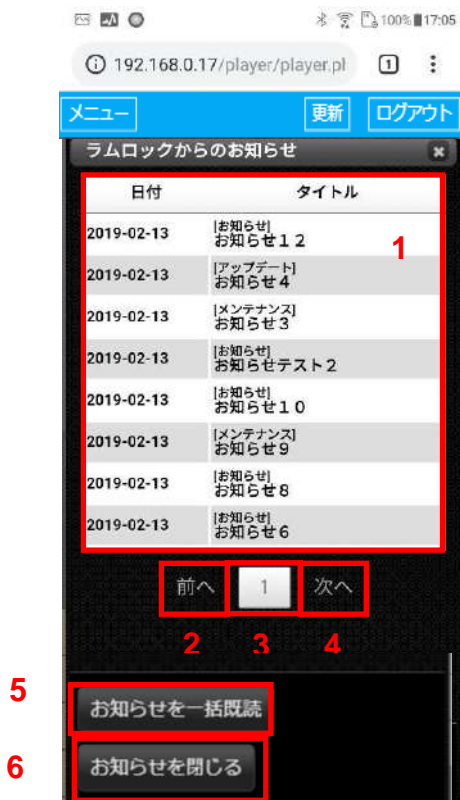 100% 17:05
192.168.0.17/player/player.pl 1
メニュー 更新 ログアウト
ラムロックからのお知らせ
日付 タイトル
2019-02-13 [お知らせ]
お知らせ１２
2019-02-13 [アップデート]
お知らせ４
2019-02-13 [メンテナンス]
お知らせ３
2019-02-13 [お知らせ]
お知らせテスト２
2019-02-13 [お知らせ]
お知らせ１０
2019-02-13 [メンテナンス]
お知らせ９
2019-02-13 [お知らせ]
お知らせ８
2019-02-13 [お知らせ]
お知らせ６
1
前へ 1 次へ
2 3 4
5
お知らせを一括既読
6
お知らせを閉じる